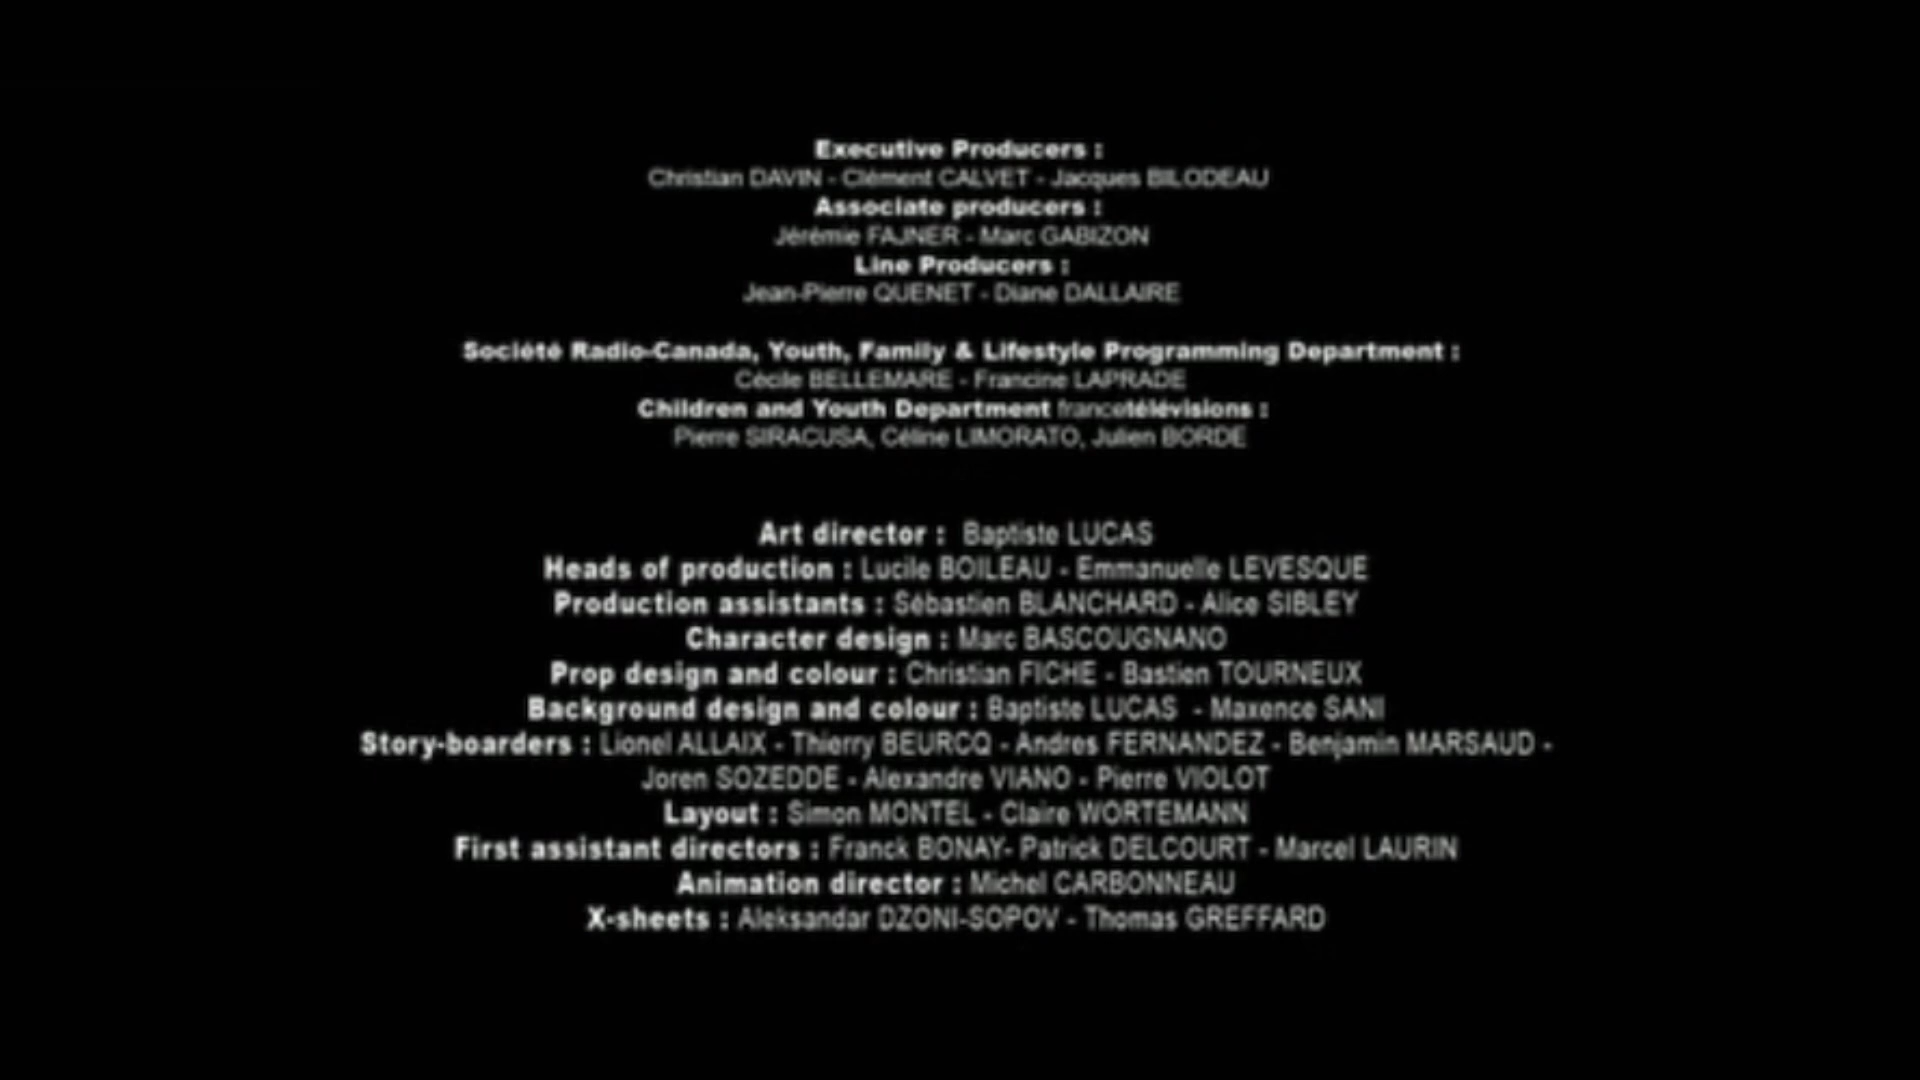 Executive Producers :
Christian DAVIN - Clément CALVET - Jacques BILODEAU
Associate producers :
Jérémie FAJNER - Marc GABIZON
Line Producers :
Jean-Pierre QUENET - Diane DALLAIRE
Société Radio-Canada, Youth, Family & Lifestyle Programming Department :
Cécile BELLEMARE - Francine LAPRADE
Children and Youth Department francetélévisions :
Pierre SIRACUSA, Céline LIMORATO, Julien BORDE
Art director : Baptiste LUCAS
Heads of production : Lucile BOILEAU - Emmanuelle LEVESQUE
Production assistants : Sébastien BLANCHARD - Alice SIBLEY
Character design : Marc BASCOUGNANO
Prop design and colour : Christian FICHE - Bastien TOURNEUX
Background design and colour : Baptiste LUCAS - Maxence SANI
Story-boarders : Lionel ALLAIX - Thierry BEURCQ - Andres FERNANDEZ - Benjamin MARSAUD -
Joren SOZEDDE - Alexandre VIANO - Pierre VIOLOT
Layout : Simon MONTEL - Claire WORTEMANN
First assistant directors : Franck BONAY- Patrick DELCOURT - Marcel LAURIN
Animation director : Michel CARBONNEAU
X-sheets : Aleksandar DZONI-SOPOV - Thomas GREFFARD